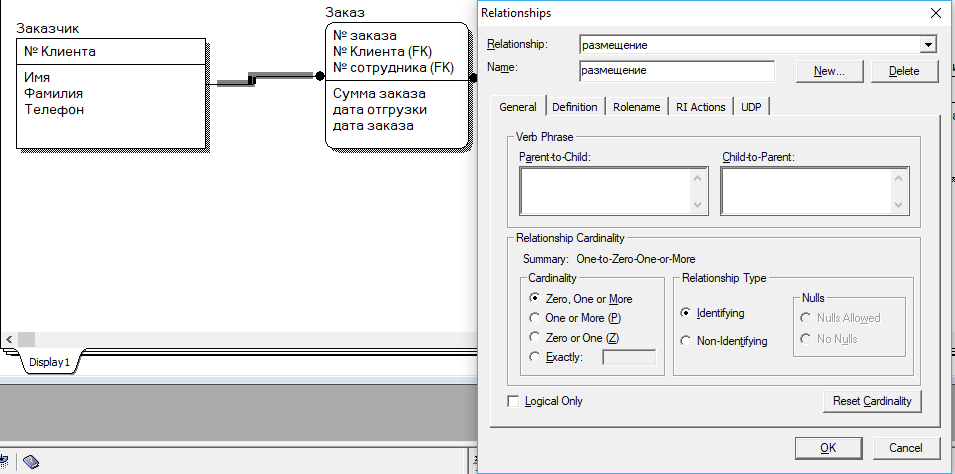 Заказчик
№ Клиента
Имя
Фамилия
Телефон
Заказ
№ заказа
№ Клиента (FK)
№ сотрудника (FK)
Сумма заказа
дата отгрузки
дата заказа
Display1
Relationships
Relationship: размещение
Name: размещение New... Delete
General Definition Rolename RI Actions UDP
Verb Phrase
Parent-to-Child: Child-to-Parent:
Relationship Cardinality
Summary: One-to-Zero-One-or-More
Cardinality
Zero, One or More
One or More (P)
Zero or One (Z)
Exactly:
Relationship Type
Identifying
Non-Identifying
Nulls
Nulls Allowed
No Nulls
Logical Only Reset Cardinality
OK Cancel